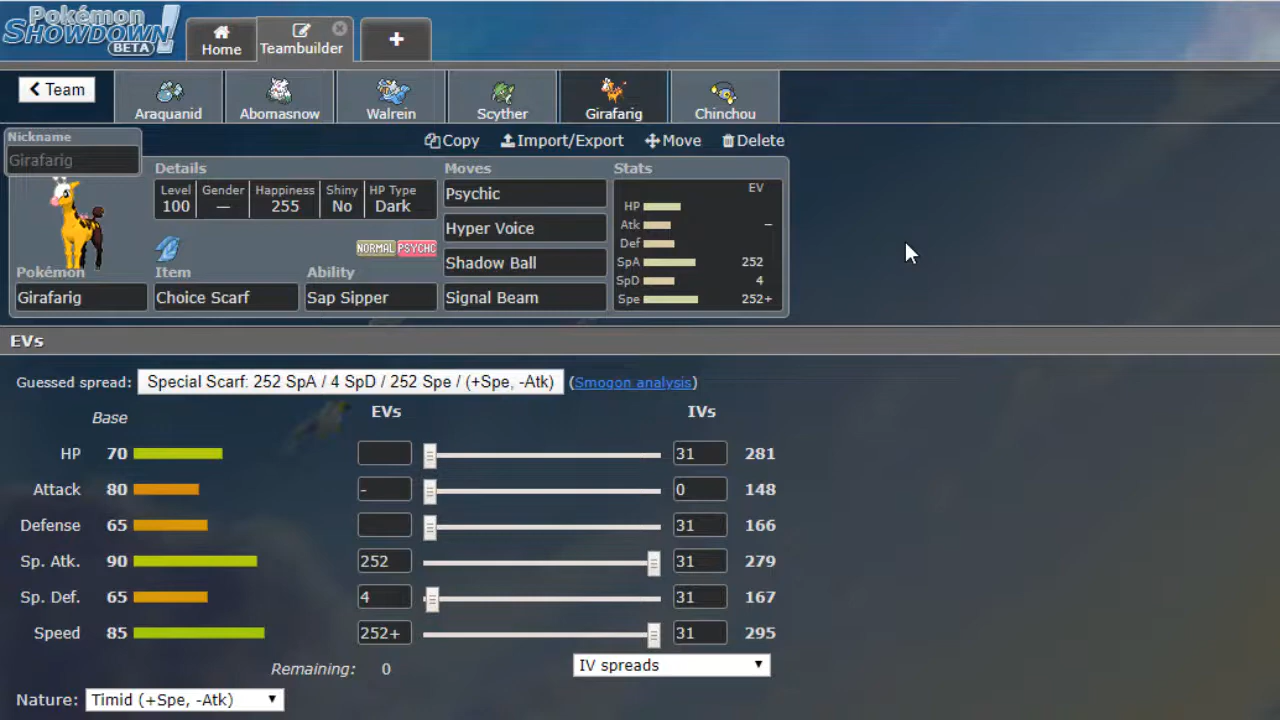 Pokémon
SHOWDOWN!
BETA
Home
Teambuilder
+
Team
Araquanid
Abomasnow
Walrein
Scyther
Girafarig
Chinchou
Nickname
Girafarig
Copy Import/Export Move Delete
Details
Level Gender Happiness Shiny HP Type
100 — 255 No Dark
NORMAL PSYCHC
Pokémon Item Ability
Girafarig Choice Scarf Sap Sipper
Moves
Psychic
Hyper Voice
Shadow Ball
Signal Beam
Stats
EV
HP
Atk –
Def
SpA 252
SpD 4
Spe 252+
EVs
Guessed spread: Special Scarf: 252 SpA / 4 SpD / 252 Spe / (+Spe, -Atk) (Smogon analysis)
Base EVs IVs
HP 70 31 281
Attack 80 - 0 148
Defense 65 31 166
Sp. Atk. 90 252 31 279
Sp. Def. 65 4 31 167
Speed 85 252+ 31 295
Remaining: 0 IV spreads
Nature: Timid (+Spe, -Atk)